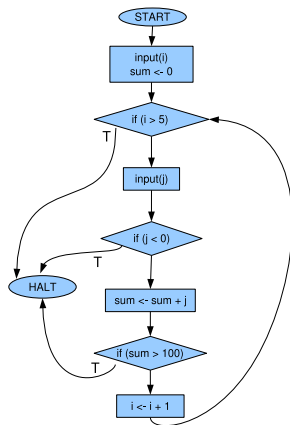 START
input(i)
sum <- 0
if (i > 5)
T
input(j)
if (j < 0)
T
HALT
sum <- sum + j
if (sum > 100)
T
i <- i + 1